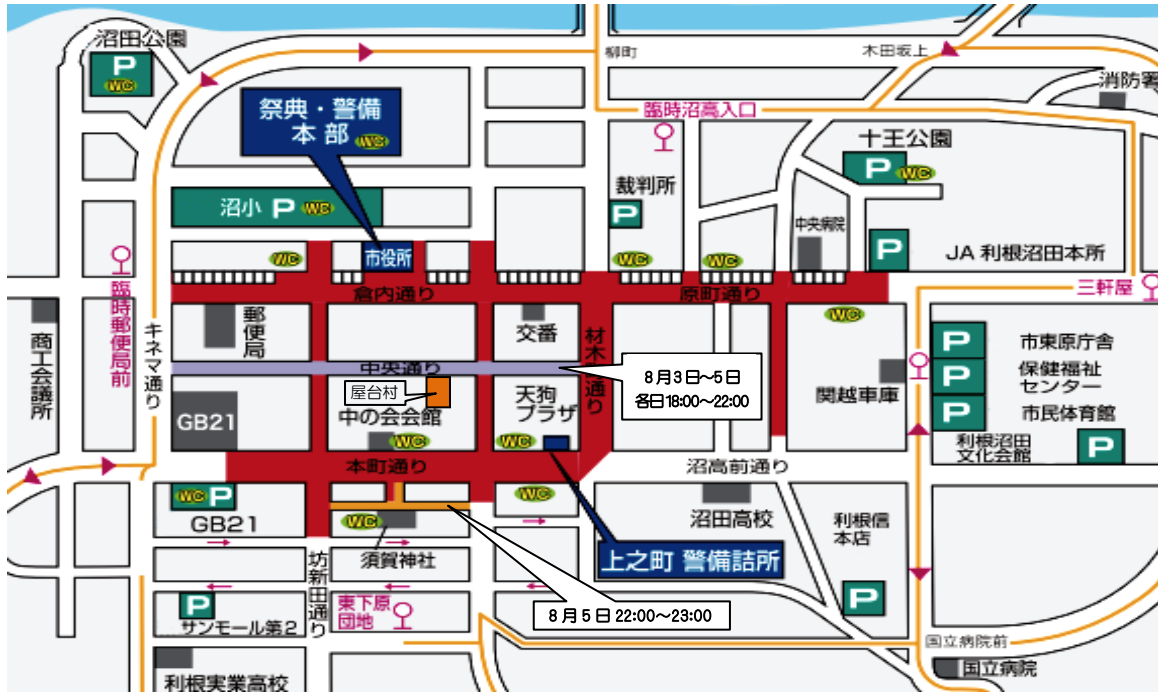 沼田公園
P
WC
柳町
木田坂上
消防署
祭典・警備
本部 WC
臨時沼高入口
十王公園
P WC
裁判所
P
沼小 P WC
中央病院
P
JA 利根沼田本所
WC
市役所
WC
WC
倉内通り
原町通り
三軒屋
臨時郵便局前
商工会議所
キネマ通り
郵便局
交番
材木町通り
WC
中央通り
8月3日~5日
各日18:00~22:00
P
市東原庁舎
P
保健福祉
センター
P
市民体育館
利根沼田
文化会館
P
関越車庫
屋台村
中の会会館
WC
天狗
プラザ
WC
GB21
本町通り
沼高前通り
WC P
GB21
WC
WC
須賀神社
沼田高校
利根信
本店
P
上之町 警備詰所
坊新田通り
8月5日 22:00~23:00
東下原
団地
P
サンモール第2
利根実業高校
国立病院前
国立病院